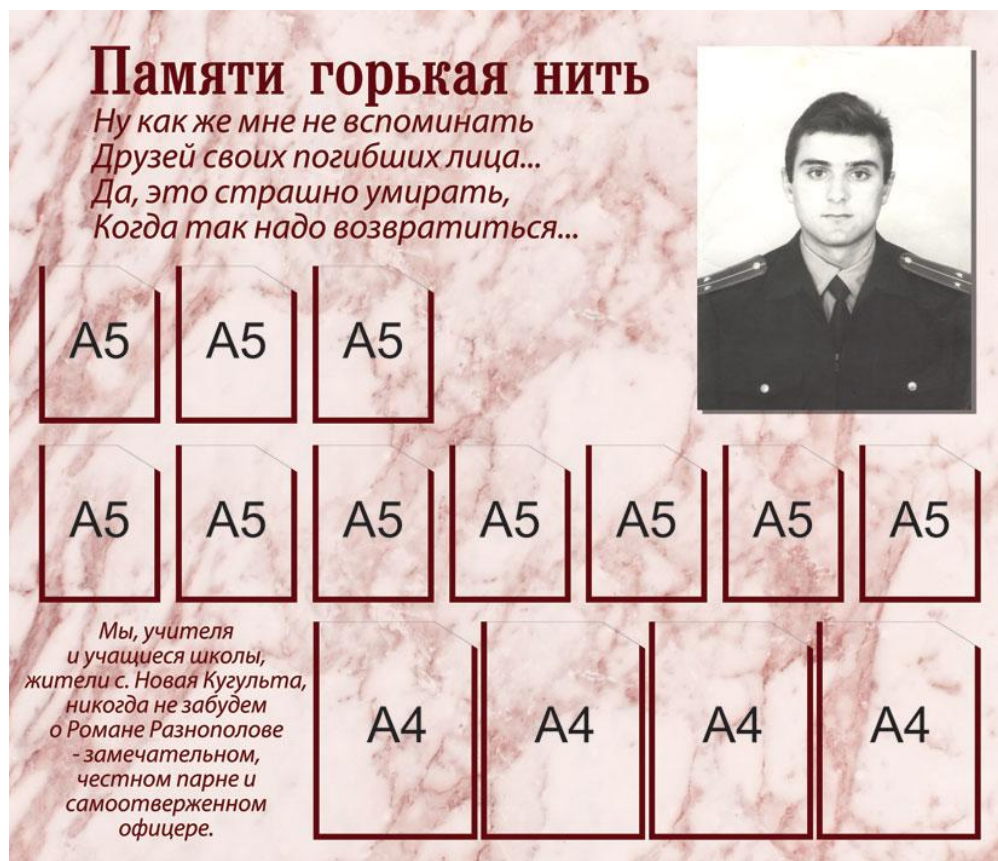 Памяти горькая нить
Ну как же мне не вспоминать
Друзей своих погибших лица...
Да, это страшно умирать,
Когда так надо возвратиться...
А5 А5 А5
А5 А5 А5 А5 А5 А5 А5
Мы, учителя
и учащиеся школы,
жители с. Новая Кугульта,
никогда не забудем
о Романе Разнополове
- замечательном,
честном парне и
самоотверженном
офицере.
А4 А4 А4 А4